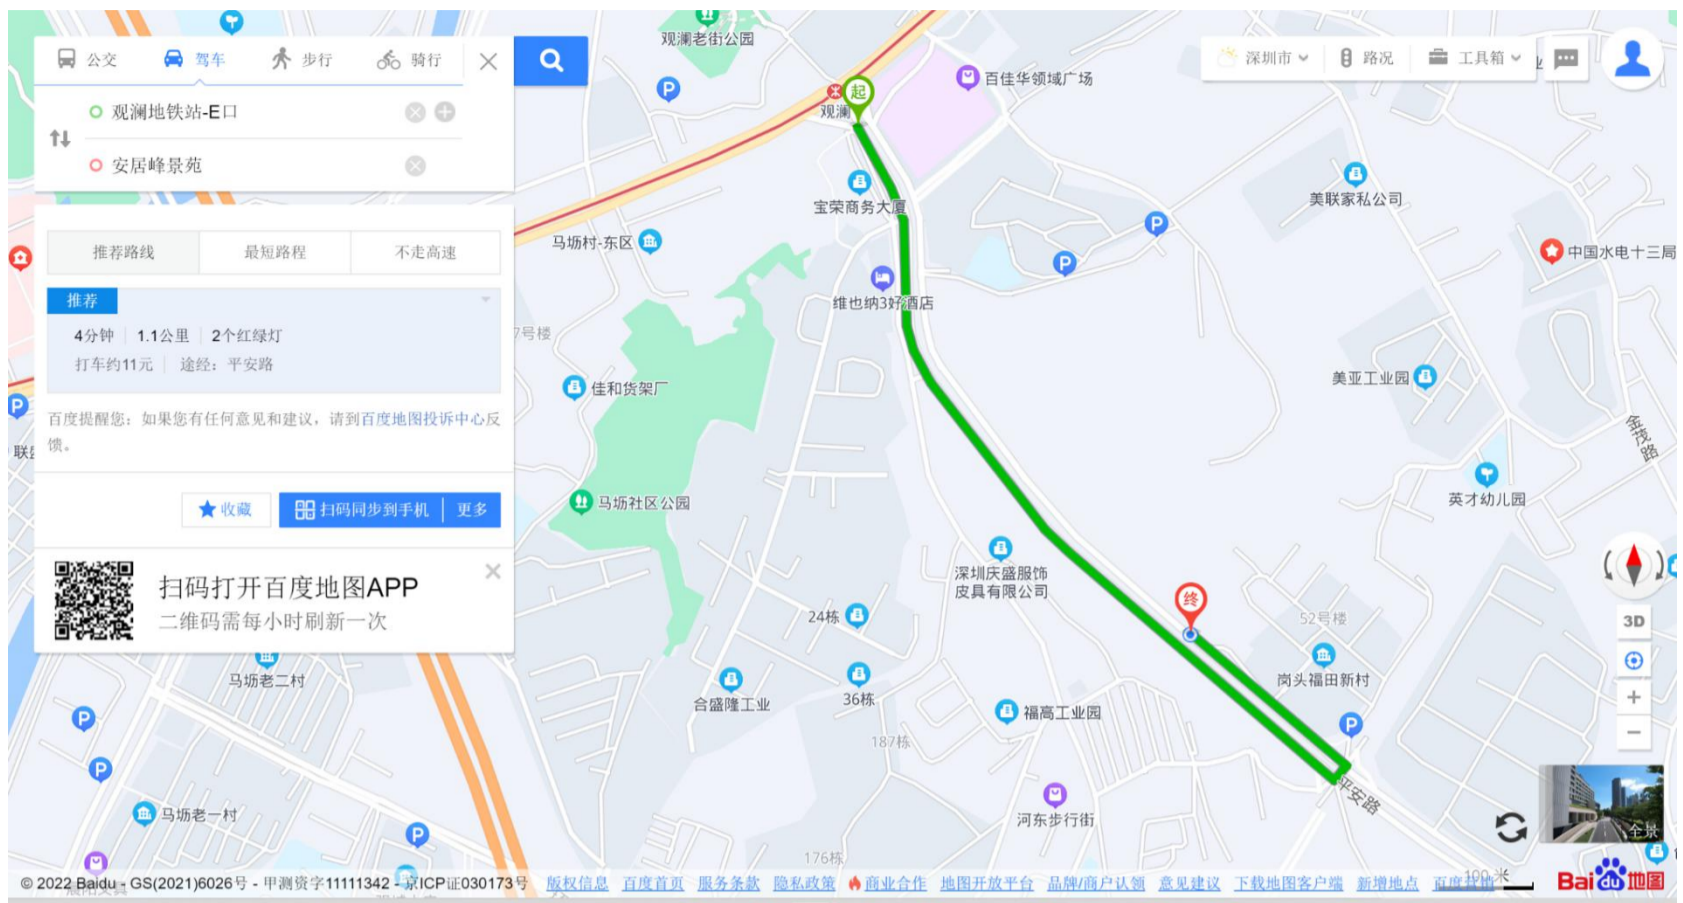 公交
驾车
步行
骑行
观澜地铁站-E口
安居峰景苑
推荐路线
最短路程
不走高速
推荐
4分钟 1.1公里 2个红绿灯
打车约11元 途经：平安路
百度提醒您：如果您有任何意见和建议，请到百度地图投诉中心反
馈。
收藏
扫码同步到手机
更多
扫码打开百度地图APP
二维码需每小时刷新一次
深圳市
路况
工具箱
观澜老街公园
百佳华领域广场
起
观澜
宝荣商务大厦
美联家私公司
马坜村-东区
中国水电十三局
维也纳3好酒店
7号楼
佳和货架厂
美亚工业园
金茂路
马坜社区公园
英才幼儿园
深圳庆盛服饰
皮具有限公司
终
24栋
52号楼
岗头福田新村
马坜老二村
合盛隆工业
36栋
福高工业园
187栋
平安路
马坜老一村
河东步行街
176栋
3D
全景
100 米
© 2022 Baidu - GS(2021)6026号 - 甲测资字11111342 - 京ICP证030173号 版权信息 百度首页 服务条款 隐私政策 商业合作 地图开放平台 品牌/商户认领 意见建议 下载地图客户端 新增地点
Bai du 地图